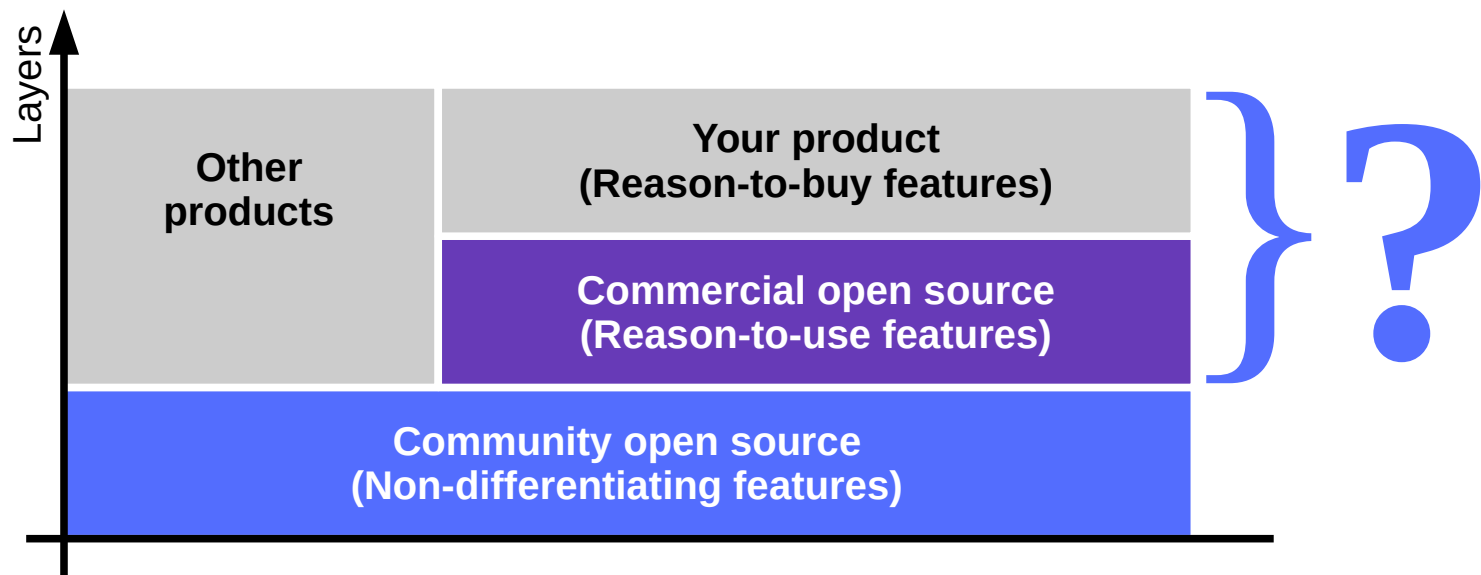 Layers
Other
products
Your product
(Reason-to-buy features)
Commercial open source
(Reason-to-use features)
Community open source
(Non-differentiating features)
}?